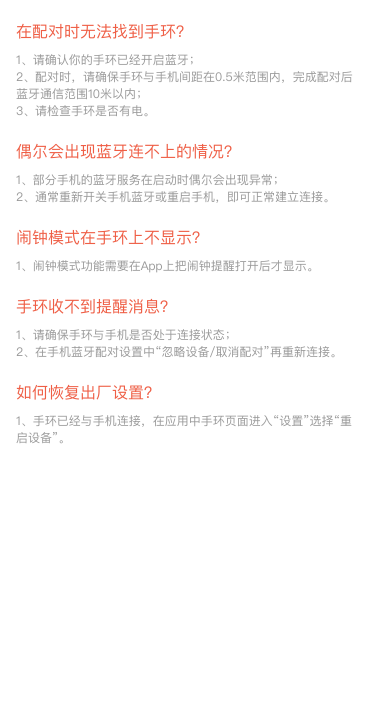 在配对时无法找到手环？
1、请确认你的手环已经开启蓝牙；
2、配对时，请确保手环与手机间距在0.5米范围内，完成配对后
蓝牙通信范围10米以内；
3、请检查手环是否有电。
偶尔会出现蓝牙连不上的情况？
1、部分手机的蓝牙服务在启动时偶尔会出现异常；
2、通常重新开关手机蓝牙或重启手机，即可正常建立连接。
闹钟模式在手环上不显示？
1、闹钟模式功能需要在App上把闹钟提醒打开后才显示。
手环收不到提醒消息？
1、请确保手环与手机是否处于连接状态；
2、在手机蓝牙配对设置中“忽略设备/取消配对”再重新连接。
如何恢复出厂设置？
1、手环已经与手机连接，在应用中手环页面进入“设置”选择“重
启设备”。